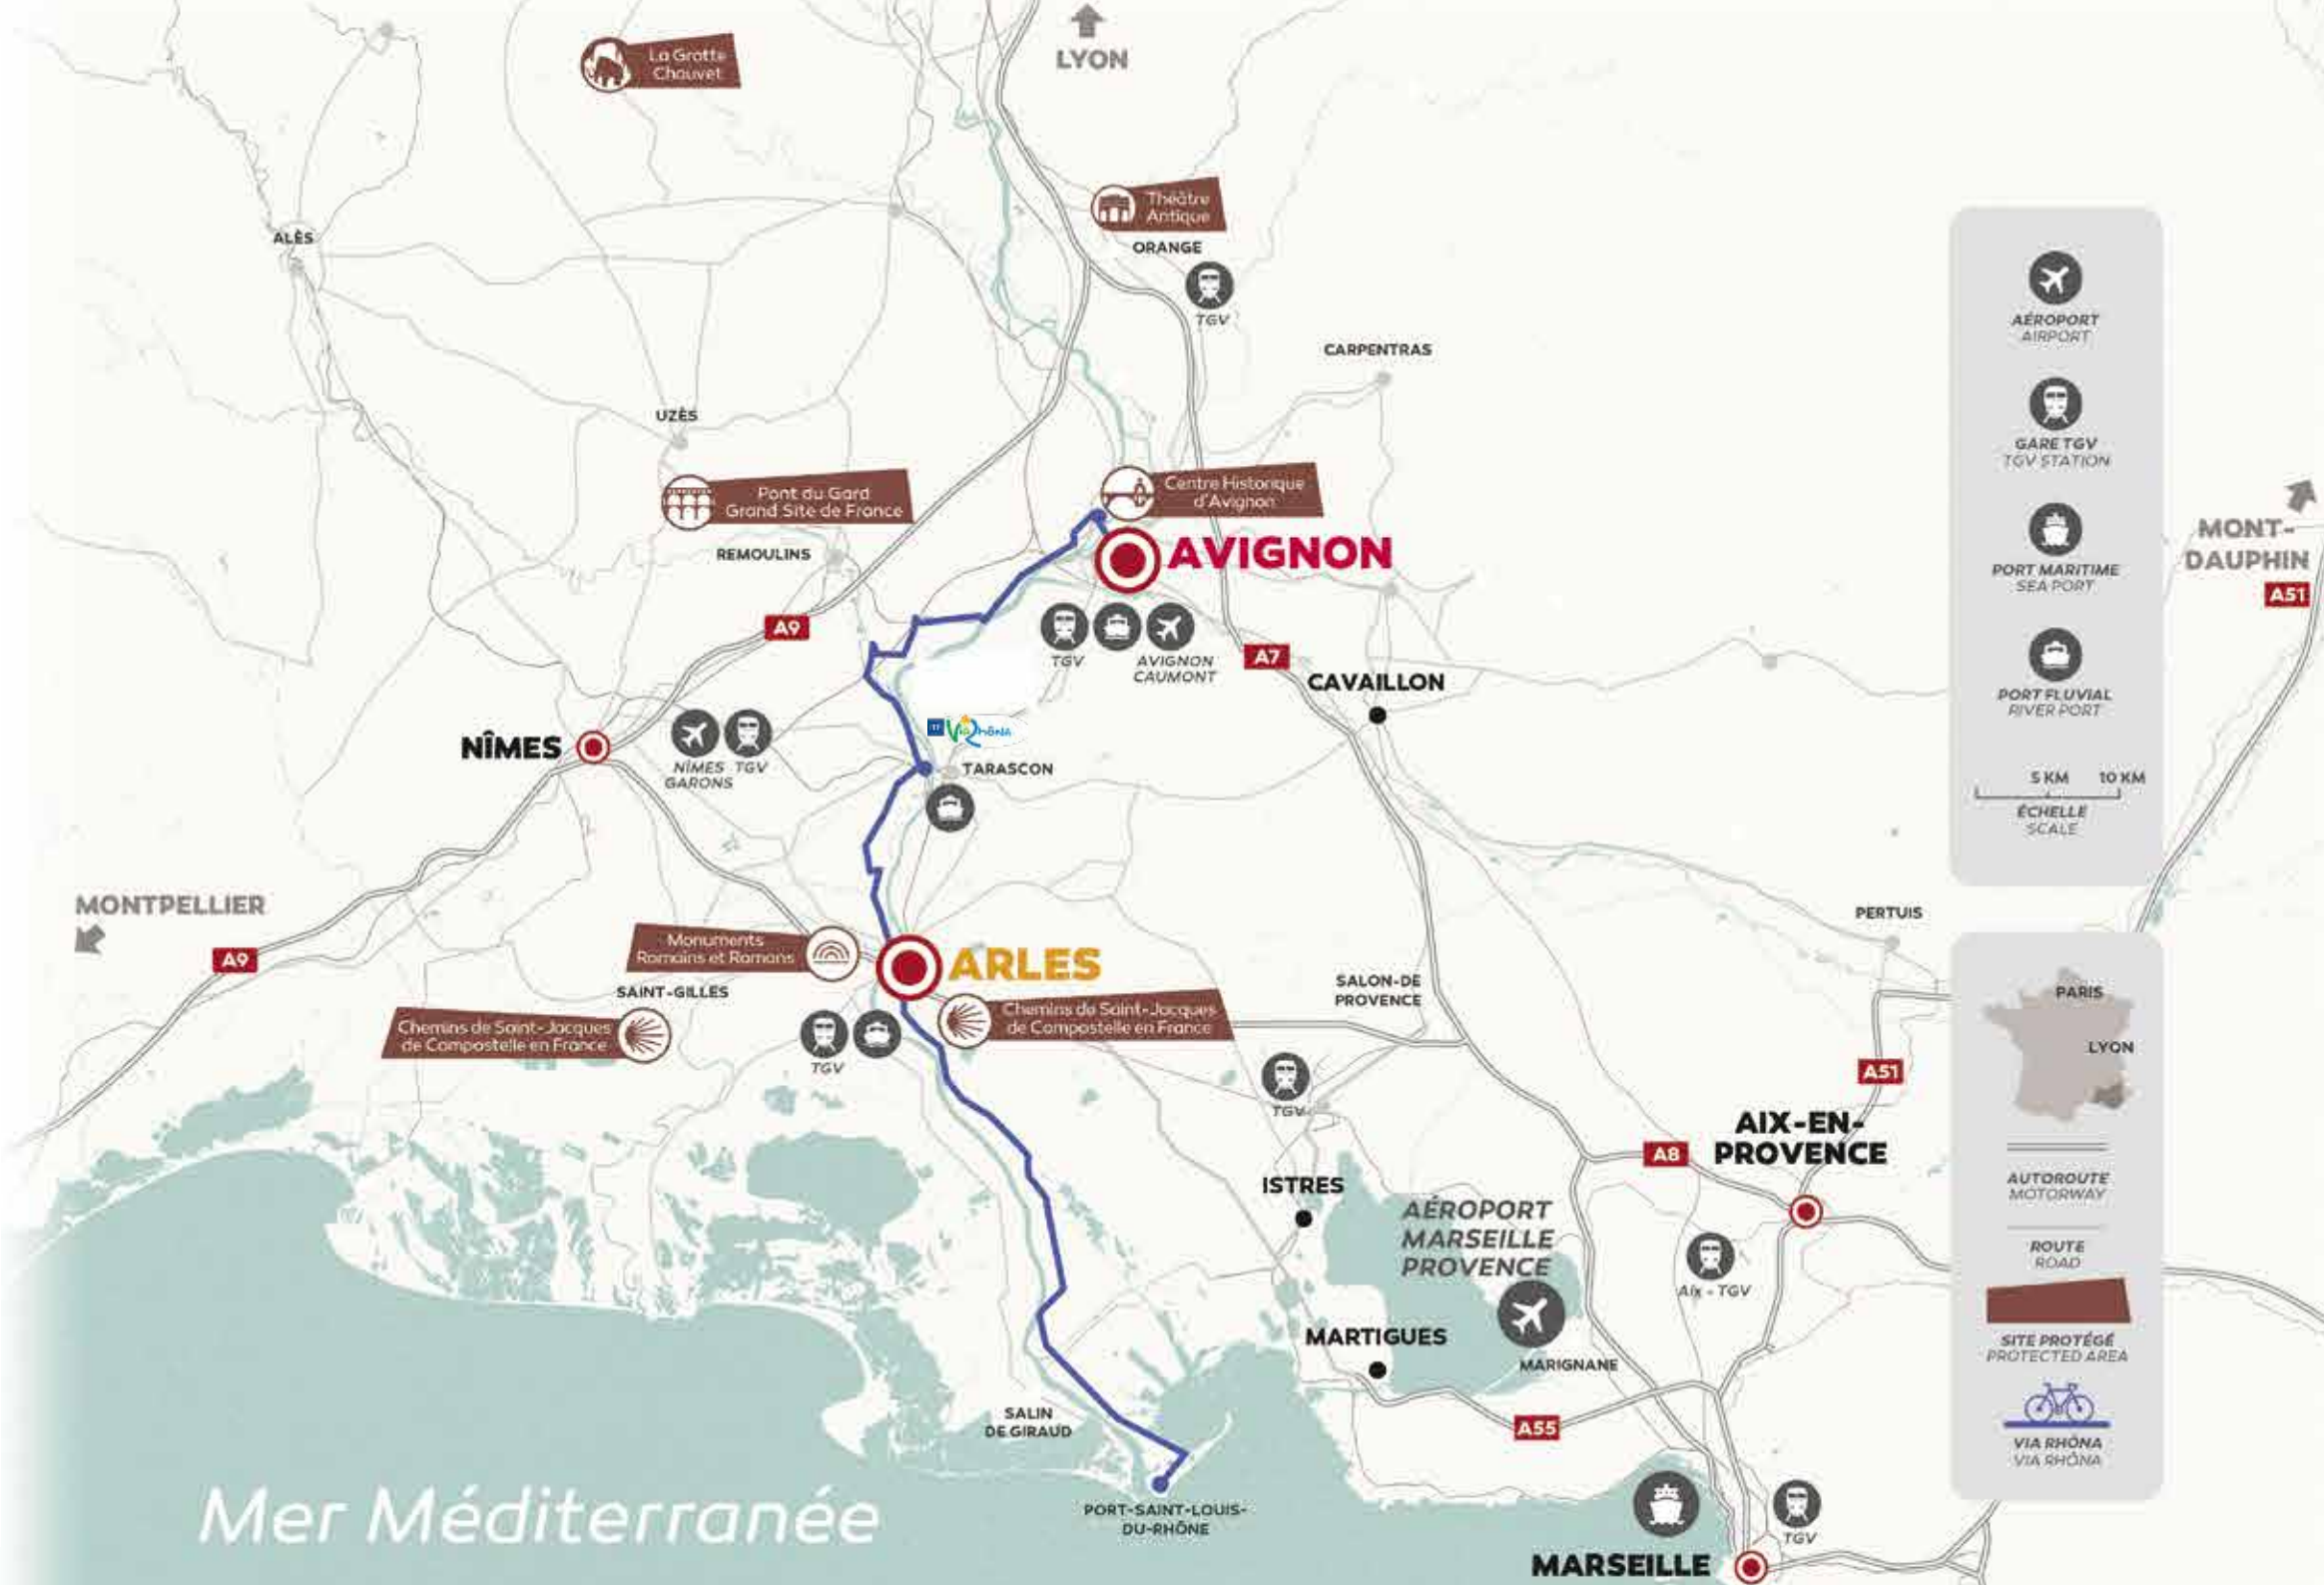 LYON
La Grotte
Chauvet
Théâtre
Antique
ORANGE
TGV
ALÈS
CARPENTRAS
UZÈS
Pont du Gard
Grand Site de France
REMOULINS
Centre Historique
d'Avignon
AVIGNON
A9
TGV
AVIGNON
CAUMONT
A7
CAVAILLON
NÎMES
NÎMES
GARONS
TGV
17 ViaRhôna
TARASCON
MONTPELLIER
A9
Monuments
Romains et Romans
ARLES
SAINT-GILLES
Chemins de Saint-Jacques
de Compostelle en France
Chemins de Saint-Jacques
de Compostelle en France
TGV
SALON-DE
PROVENCE
PERTUIS
TGV
A51
AIX-EN-
PROVENCE
A8
ISTRES
AÉROPORT
MARSEILLE
PROVENCE
Aix - TGV
MARTIGUES
MARIGNANE
SALIN
DE GIRAUD
A55
PORT-SAINT-LOUIS-
DU-RHÔNE
Mer Méditerranée
TGV
MARSEILLE
MONT-
DAUPHIN
A51
AÉROPORT
AIRPORT
GARE TGV
TGV STATION
PORT MARITIME
SEA PORT
PORT FLUVIAL
RIVER PORT
5 KM 10 KM
ÉCHELLE
SCALE
PARIS
LYON
AUTOROUTE
MOTORWAY
ROUTE
ROAD
SITE PROTÉGÉ
PROTECTED AREA
VIA RHÔNA
VIA RHÔNA